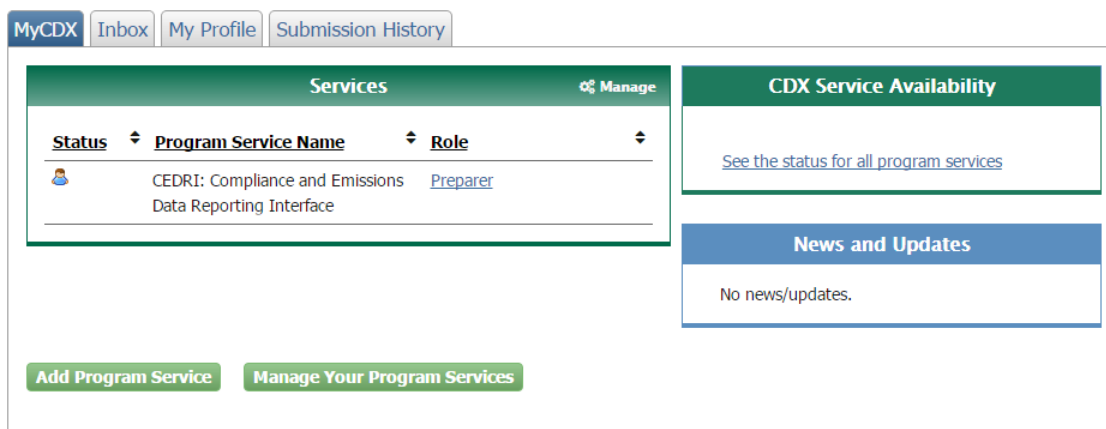 MyCDX Inbox My Profile Submission History
Services Manage
Status Program Service Name Role
CEDRI: Compliance and Emissions Preparer
Data Reporting Interface
CDX Service Availability
See the status for all program services
News and Updates
No news/updates.
Add Program Service Manage Your Program Services